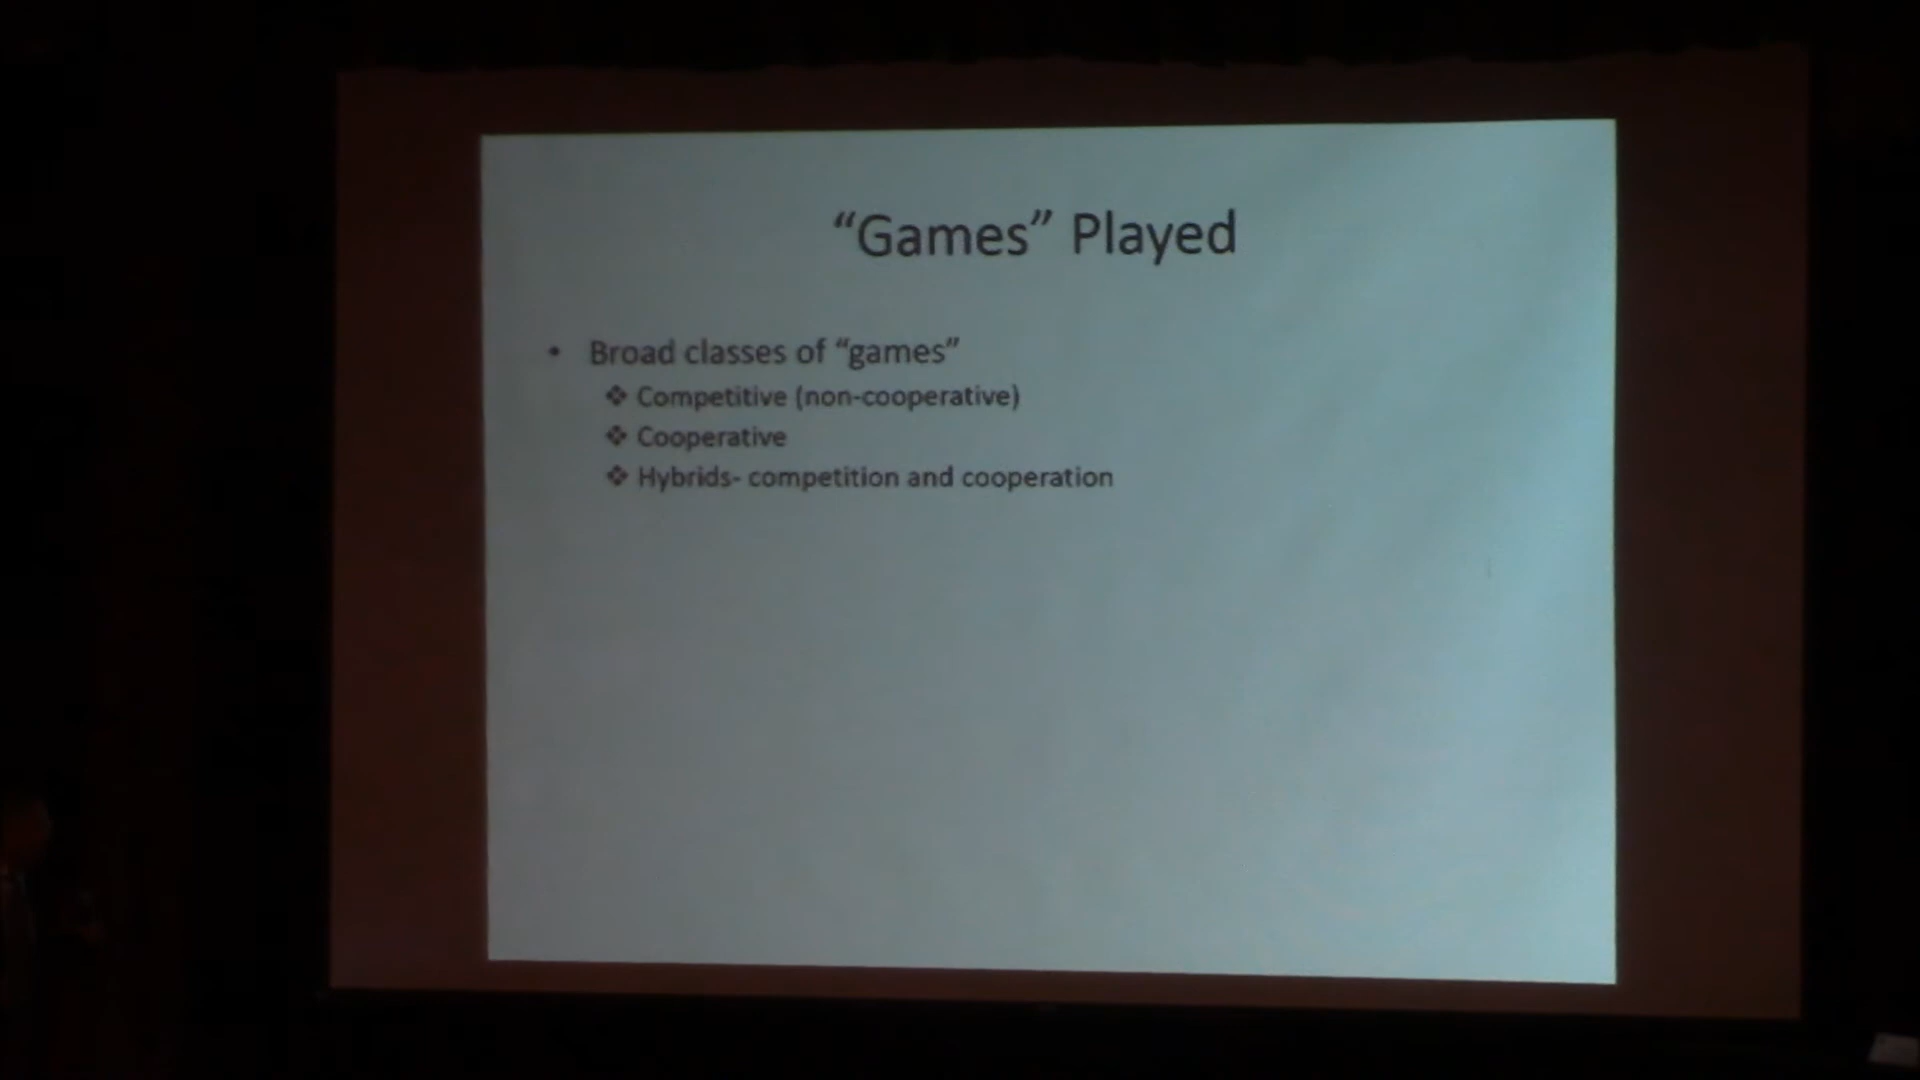 “Games” Played
• Broad classes of “games”
❖ Competitive (non-cooperative)
❖ Cooperative
❖ Hybrids- competition and cooperation